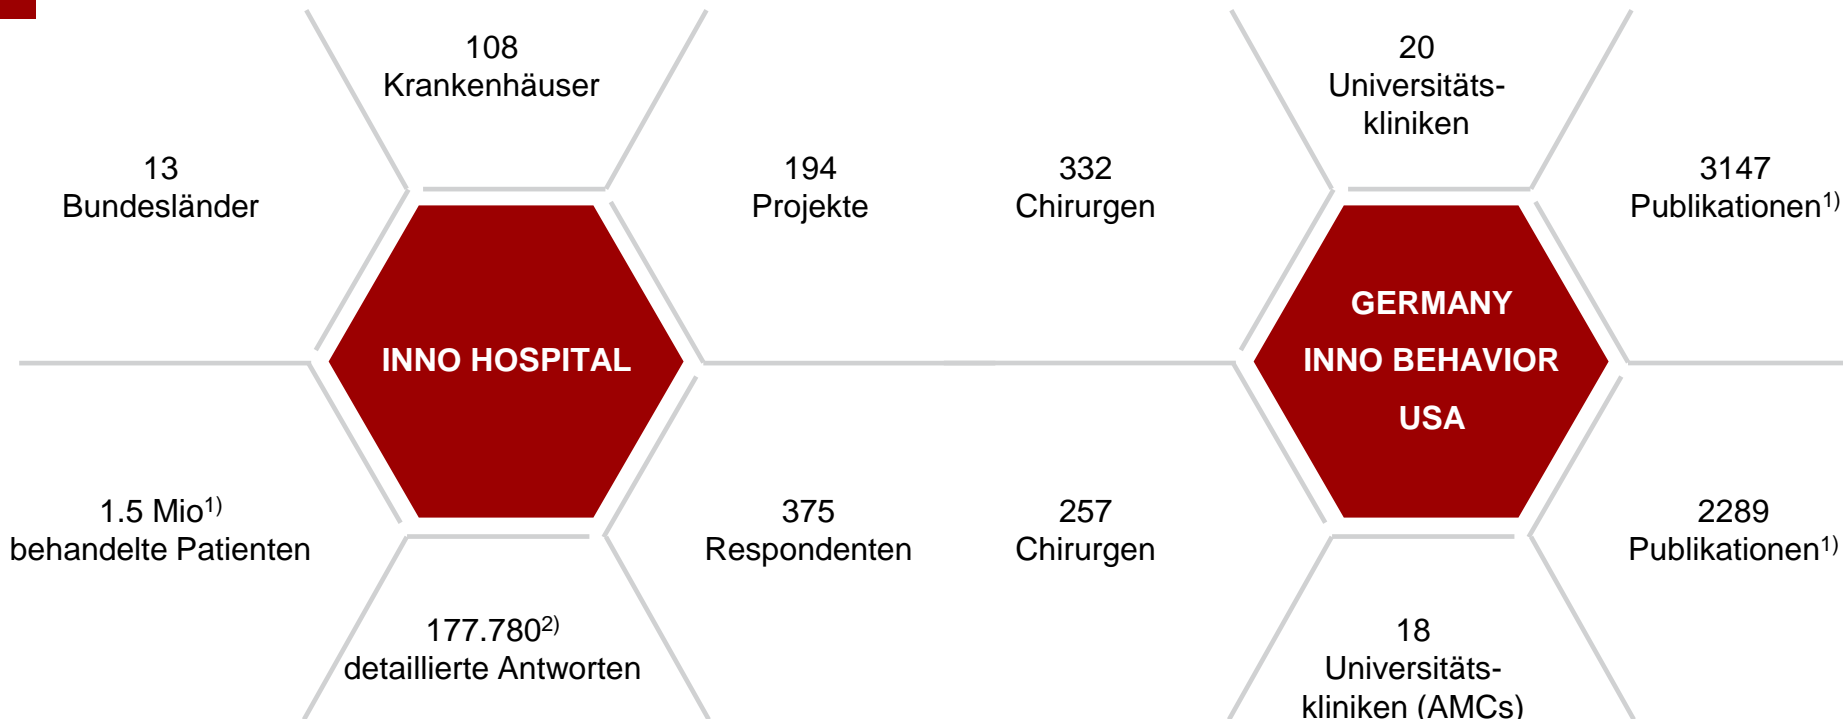 108
Krankenhäuser
13
Bundesländer
194
Projekte
INNO HOSPITAL
1.5 Mio¹⁾
behandelte Patienten
375
Respondenten
177.780²⁾
detaillierte Antworten
20
Universitäts-
kliniken
332
Chirurgen
3147
Publikationen¹⁾
GERMANY
INNO BEHAVIOR
USA
257
Chirurgen
2289
Publikationen¹⁾
18
Universitäts-
kliniken (AMCs)